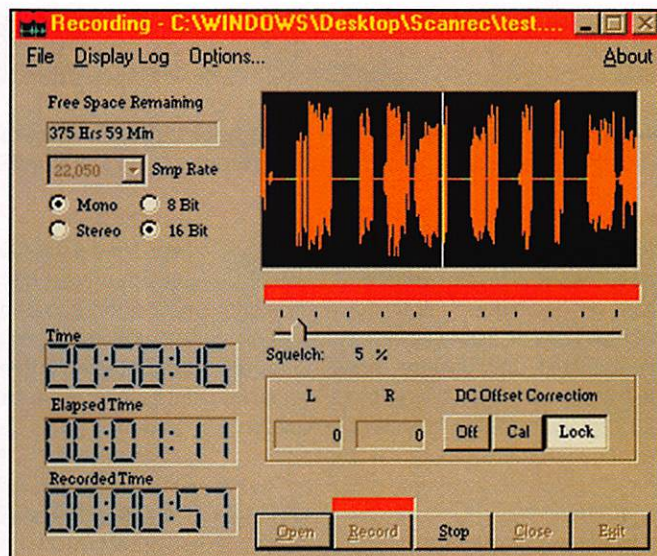 Recording - C:\WINDOWS\Desktop\Scanrec\test....
File Display Log Options... About
Free Space Remaining
375 Hrs 59 Min
22,050 Smp Rate
Mono 8 Bit
Stereo 16 Bit
Time
20:58:46
Elapsed Time
00:01:11
Recorded Time
00:00:57
Squelch: 5 %
L R DC Offset Correction
0 0 Off Cal Lock
Open Record Stop Close Exit